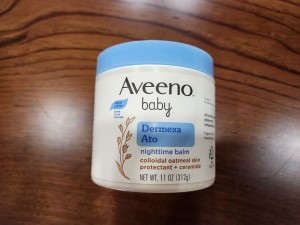 Aveeno
baby
Dermexa
Ato
nighttime balm
colloidal oatmeal skin
protectant + ceramide
NET WT. 11 OZ (312g)